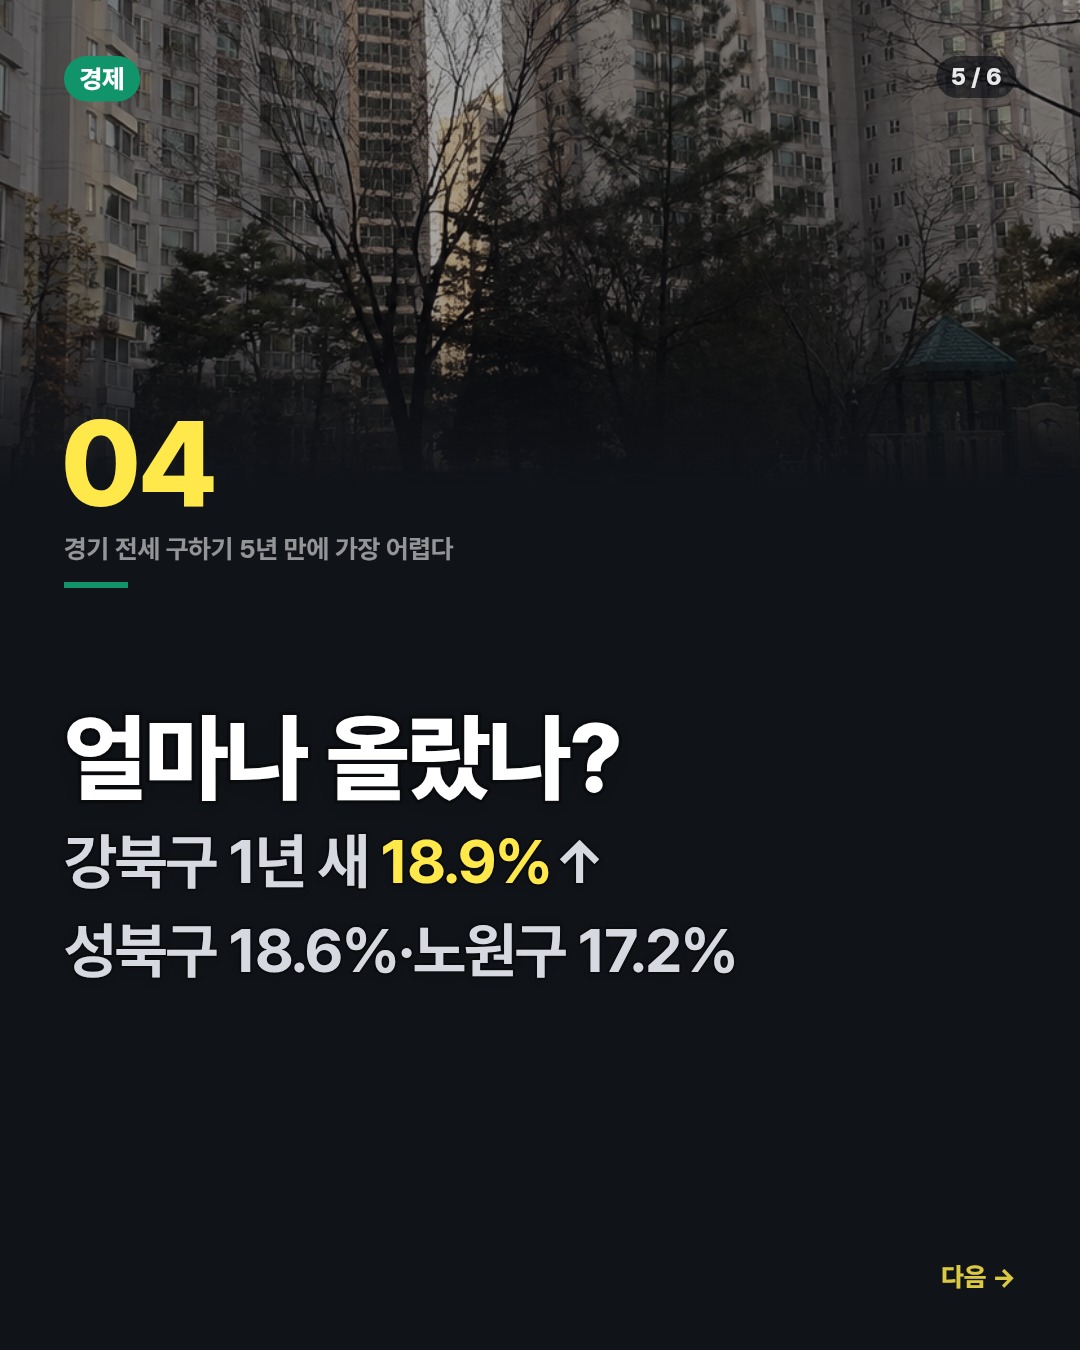 경제
5 / 6
04
경기 전세 구하기 5년 만에 가장 어렵다
얼마나 올랐나?
강북구 1년 새 18.9%↑
성북구 18.6%·노원구 17.2%
다음 →